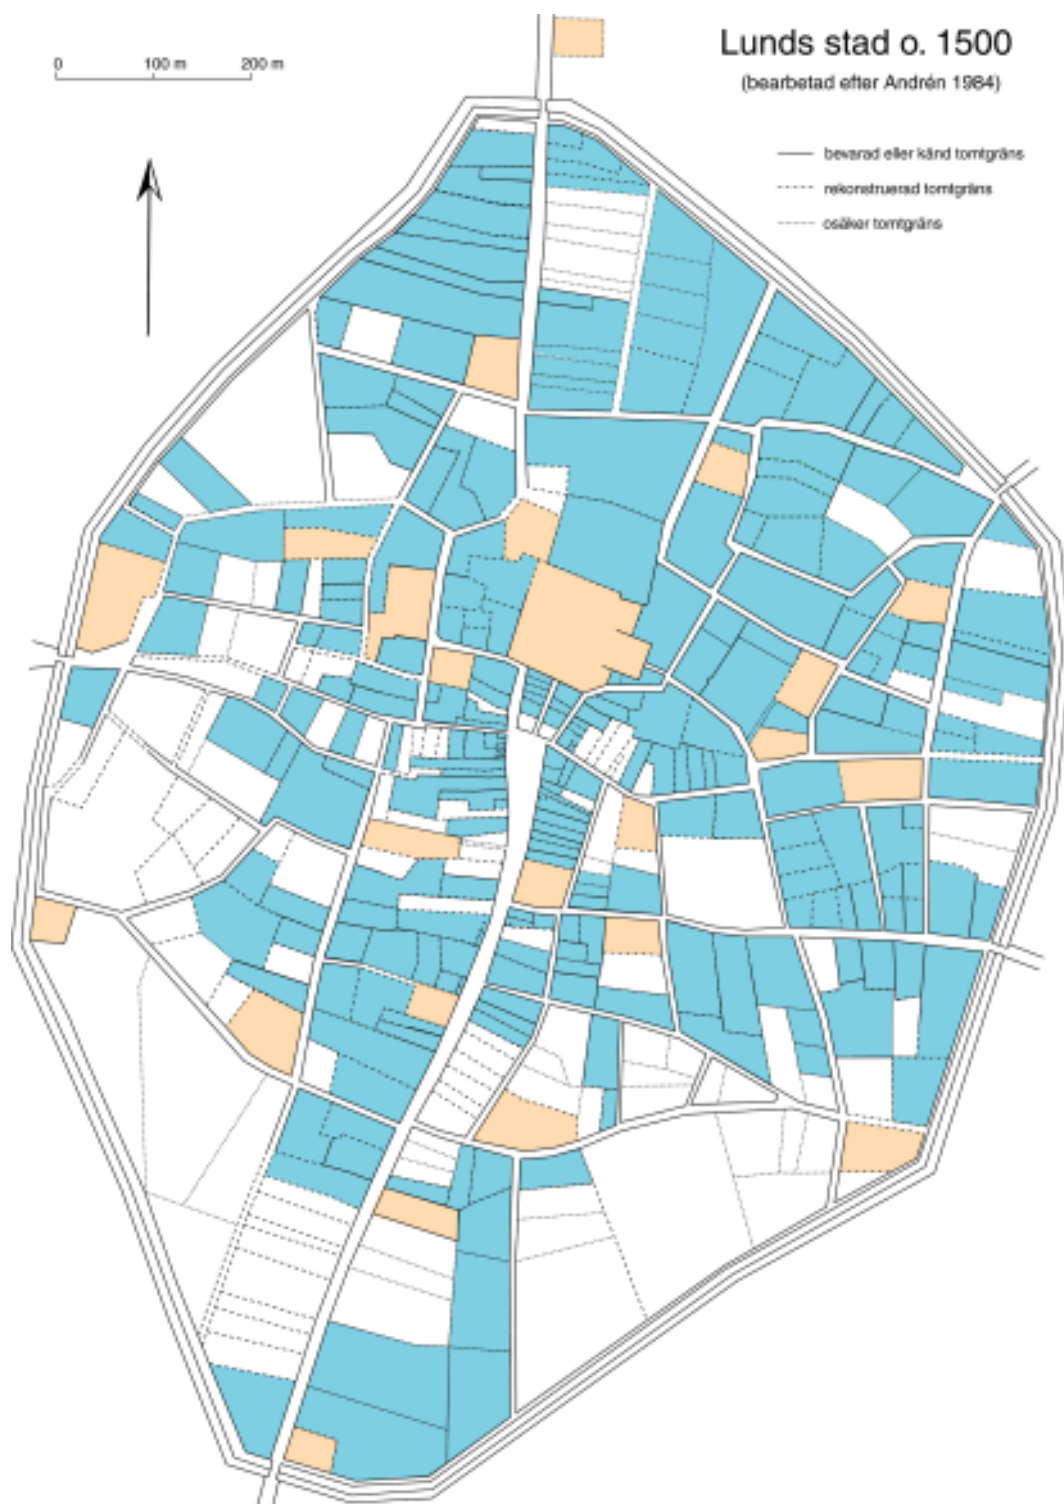 Lunds stad o. 1500
(bearbetad efter Andrén 1984)
0 100 m 200 m
bevarad eller känd tomtgräns
rekonstruerad tomtgräns
osäker tomtgräns